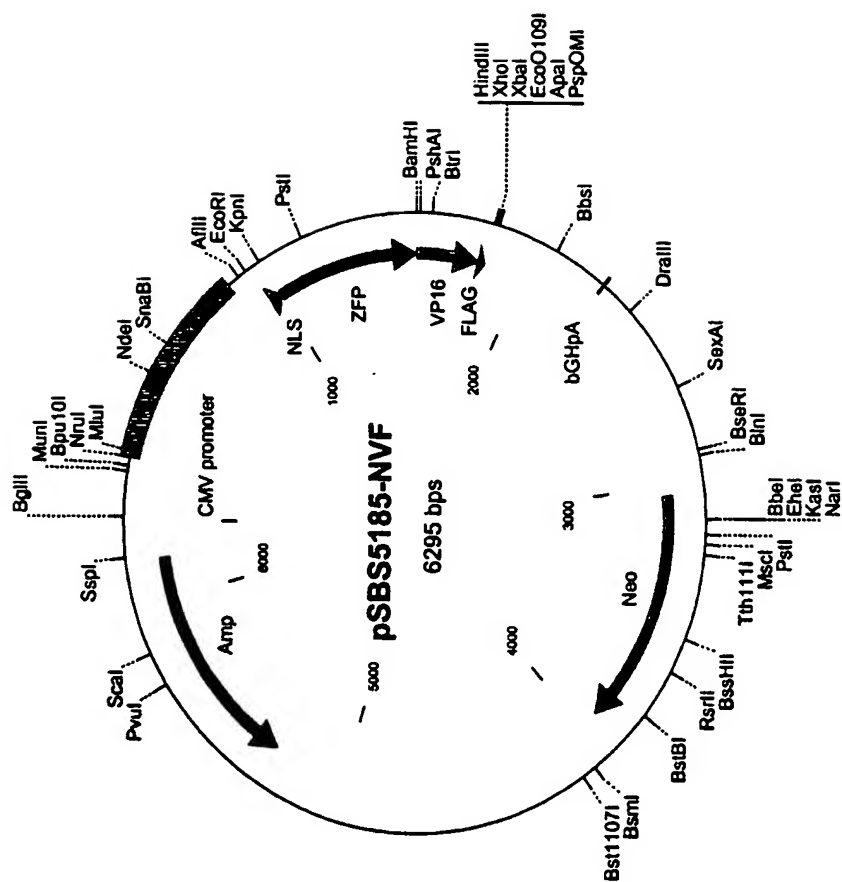 BglII
MunI
Bpu10I
NruI
MluI
NdeI
SnaBI
AflII
EcoRI
KpnI
PstI
BamHI
PshAI
BtrI
HindIII
XhoI
XbaI
EcoO109I
ApaI
PspOMI
BbsI
DraIII
SexAI
BseRI
BlnI
BbeI
EheI
KasI
NarI
PstI
MscI
Tth111I
BssHII
RsrII
BstBI
BsmI
Bst1107I
PvuI
ScaI
SspI
CMV promoter
NLS
ZFP
VP16
FLAG
bGHpA
Neo
Amp
1000
2000
3000
4000
5000
6000
pSBS5185-NVF
6295 bps